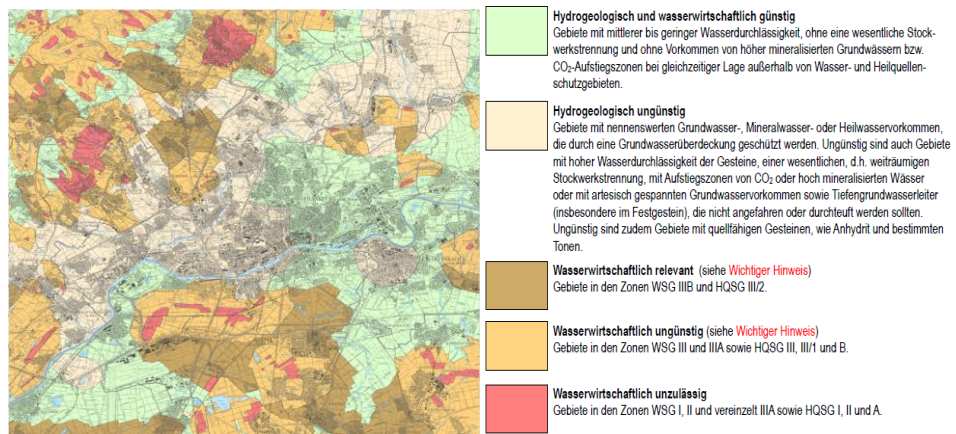 Hydrogeologisch und wasserwirtschaftlich günstig
Gebiete mit mittlerer bis geringer Wasserdurchlässigkeit, ohne eine wesentliche Stock-
werkstrennung und ohne Vorkommen von höher mineralisierten Grundwässern bzw.
CO₂-Aufstiegszonen bei gleichzeitiger Lage außerhalb von Wasser- und Heilquellen-
schutzgebieten.
Hydrogeologisch ungünstig
Gebiete mit nennenswerten Grundwasser-, Mineralwasser- oder Heilwasservorkommen,
die durch eine Grundwasserüberdeckung geschützt werden. Ungünstig sind auch Gebiete
mit hoher Wasserdurchlässigkeit der Gesteine, einer wesentlichen, d.h. weiträumigen
Stockwerkstrennung, mit Aufstiegszonen von CO₂ oder hoch mineralisierten Wässer
oder mit artesisch gespannten Grundwasservorkommen sowie Tiefengrundwasserleiter
(insbesondere im Festgestein), die nicht angefahren oder durchteuft werden sollten.
Ungünstig sind zudem Gebiete mit quellfähigen Gesteinen, wie Anhydrit und bestimmten
Tonen.
Wasserwirtschaftlich relevant (siehe Wichtiger Hinweis)
Gebiete in den Zonen WSG IIIB und HQSG III/2.
Wasserwirtschaftlich ungünstig (siehe Wichtiger Hinweis)
Gebiete in den Zonen WSG III und IIIA sowie HQSG III, III/1 und B.
Wasserwirtschaftlich unzulässig
Gebiete in den Zonen WSG I, II und vereinzelt IIIA sowie HQSG I, II und A.